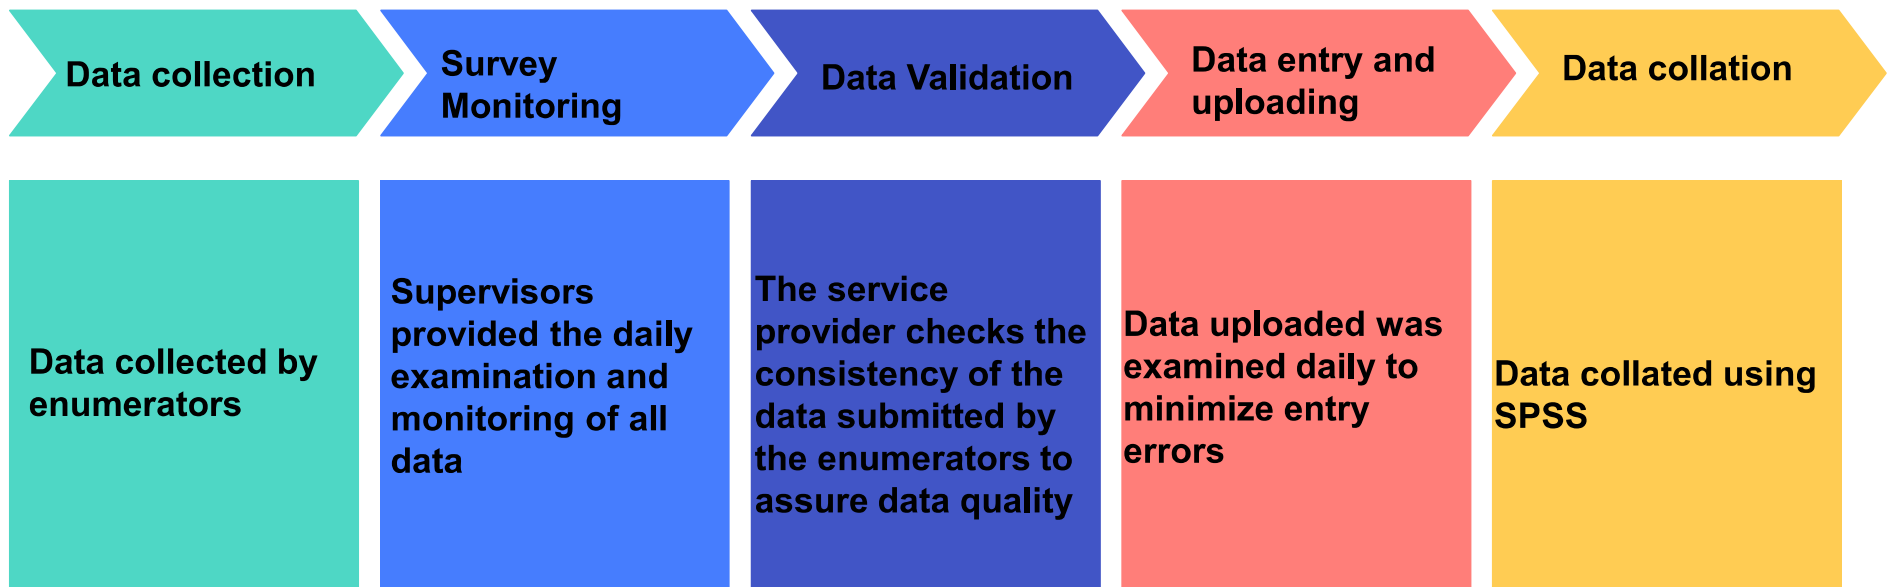 Data collection
Survey
Monitoring
Data Validation
Data entry and
uploading
Data collation
Data collected by
enumerators
Supervisors
provided the daily
examination and
monitoring of all
data
The service
provider checks the
consistency of the
data submitted by
the enumerators to
assure data quality
Data uploaded was
examined daily to
minimize entry
errors
Data collated using
SPSS